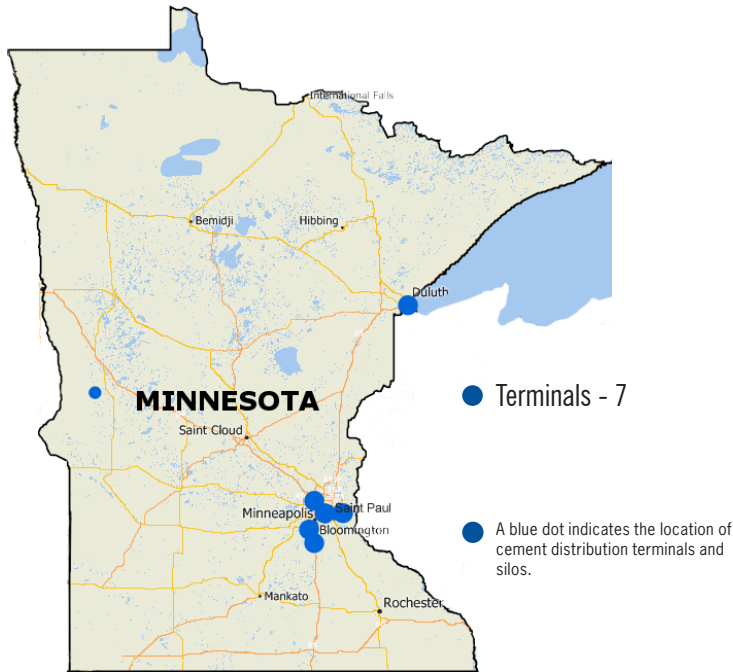 International Falls
Bemidji
Hibbing
Duluth
MINNESOTA
Terminals - 7
Saint Cloud
Saint Paul
Minneapolis
Bloomington
A blue dot indicates the location of
cement distribution terminals and
silos.
Mankato
Rochester